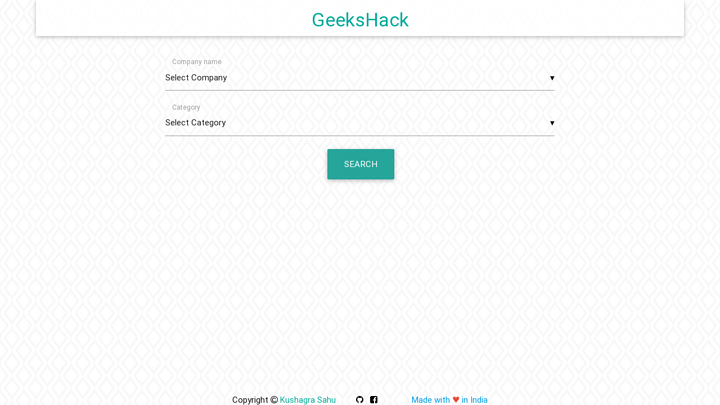 GeeksHack
Company name
Select Company ▼
Category
Select Category ▼
SEARCH
Copyright © Kushagra Sahu Made with ♥ in India